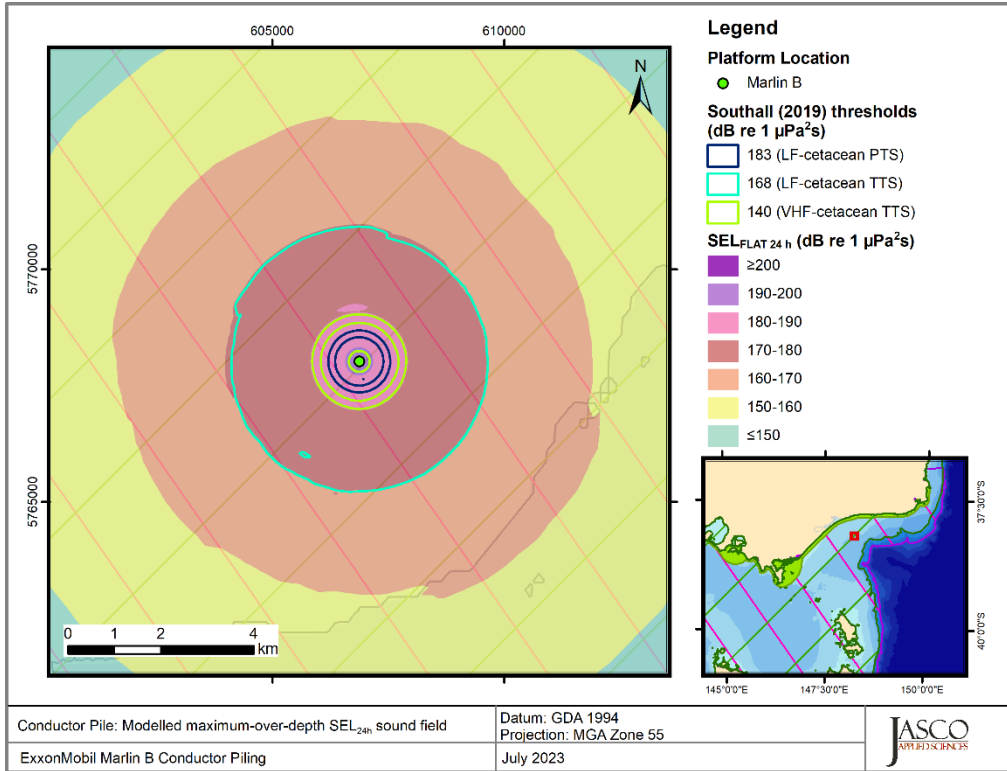 605000
610000
5770000
5765000
N
0 1 2 4
km
Legend
Platform Location
Marlin B
Southall (2019) thresholds
(dB re 1 µPa²s)
183 (LF-cetacean PTS)
168 (LF-cetacean TTS)
140 (VHF-cetacean TTS)
SEL_FLAT 24 h (dB re 1 µPa²s)
≥200
190-200
180-190
170-180
160-170
150-160
≤150
37°30'0"S
40°0'0"S
145°0'0"E
147°30'0"E
150°0'0"E
Conductor Pile: Modelled maximum-over-depth SEL₂₄ₕ sound field
Datum: GDA 1994
Projection: MGA Zone 55
ExxonMobil Marlin B Conductor Piling
July 2023
JASCO
APPLIED SCIENCES